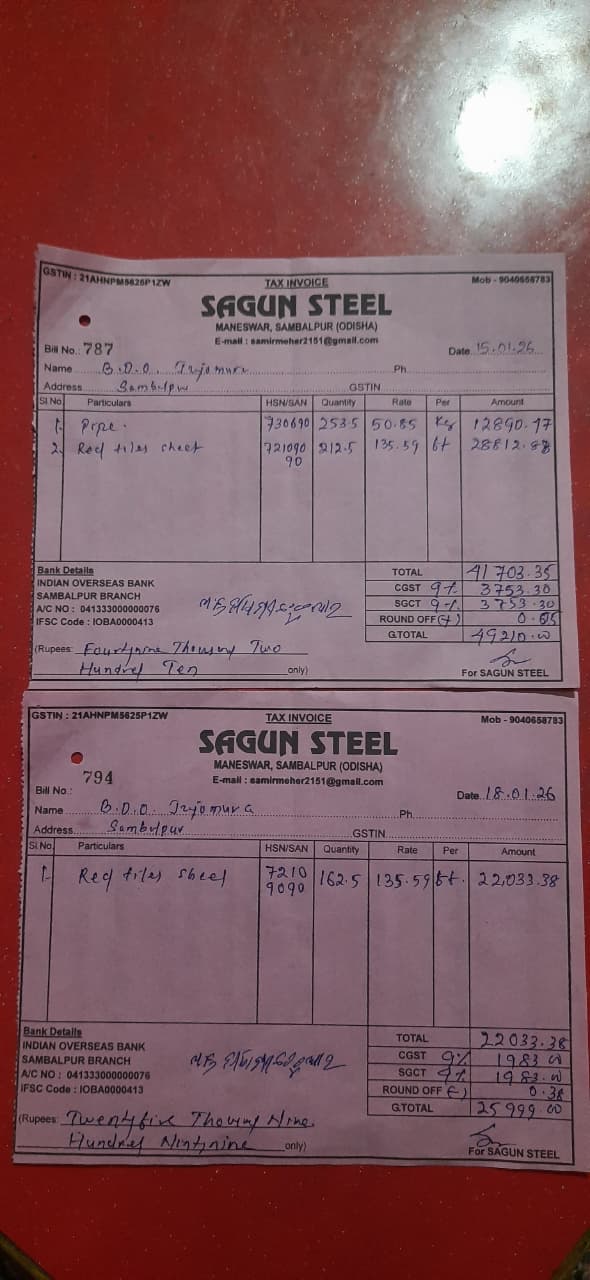 GSTIN : 21AHNPM5625P1ZW TAX INVOICE Mob - 9040658783
SAGUN STEEL
MANESWAR, SAMBALPUR (ODISHA)
E-mail : samirmeher2151@gmail.com
Bill No.: 787 Date 15.01.26
Name B.D.O. Jujomura Ph
Address Sambalpur GSTIN
Sl No. Particulars HSN/SAN Quantity Rate Per Amount
1. Pipe. 730690 253.5 50.85 Kg 12890.47
2. Red tiles sheet 72109090 212.5 135.59 ft 28812.88
Bank Details
INDIAN OVERSEAS BANK
SAMBALPUR BRANCH
A/C NO : 041333000000076
IFSC Code : IOBA0000413
TOTAL 41703.35
CGST 9% 3753.30
SGCT 9% 3753.30
ROUND OFF(+) 0.05
G.TOTAL 49210.00
(Rupees: Fourtynine Thousand Two
Hundred Ten only)
For SAGUN STEEL
GSTIN : 21AHNPM5625P1ZW TAX INVOICE Mob - 9040658783
SAGUN STEEL
MANESWAR, SAMBALPUR (ODISHA)
E-mail : samirmeher2151@gmail.com
Bill No.: 794 Date 18.01.26
Name B.D.O. Jujomura Ph
Address Sambalpur GSTIN
Sl No. Particulars HSN/SAN Quantity Rate Per Amount
1. Red tiles sheet 72109090 162.5 135.59 ft. 22,033.38
Bank Details
INDIAN OVERSEAS BANK
SAMBALPUR BRANCH
A/C NO : 041333000000076
IFSC Code : IOBA0000413
TOTAL 22033.38
CGST 9% 1983.00
SGCT 9% 1983.00
ROUND OFF (-) 0.38
G.TOTAL 25999.00
(Rupees: Twentyfive Thousand Nine
Hundred Nintynine only)
For SAGUN STEEL